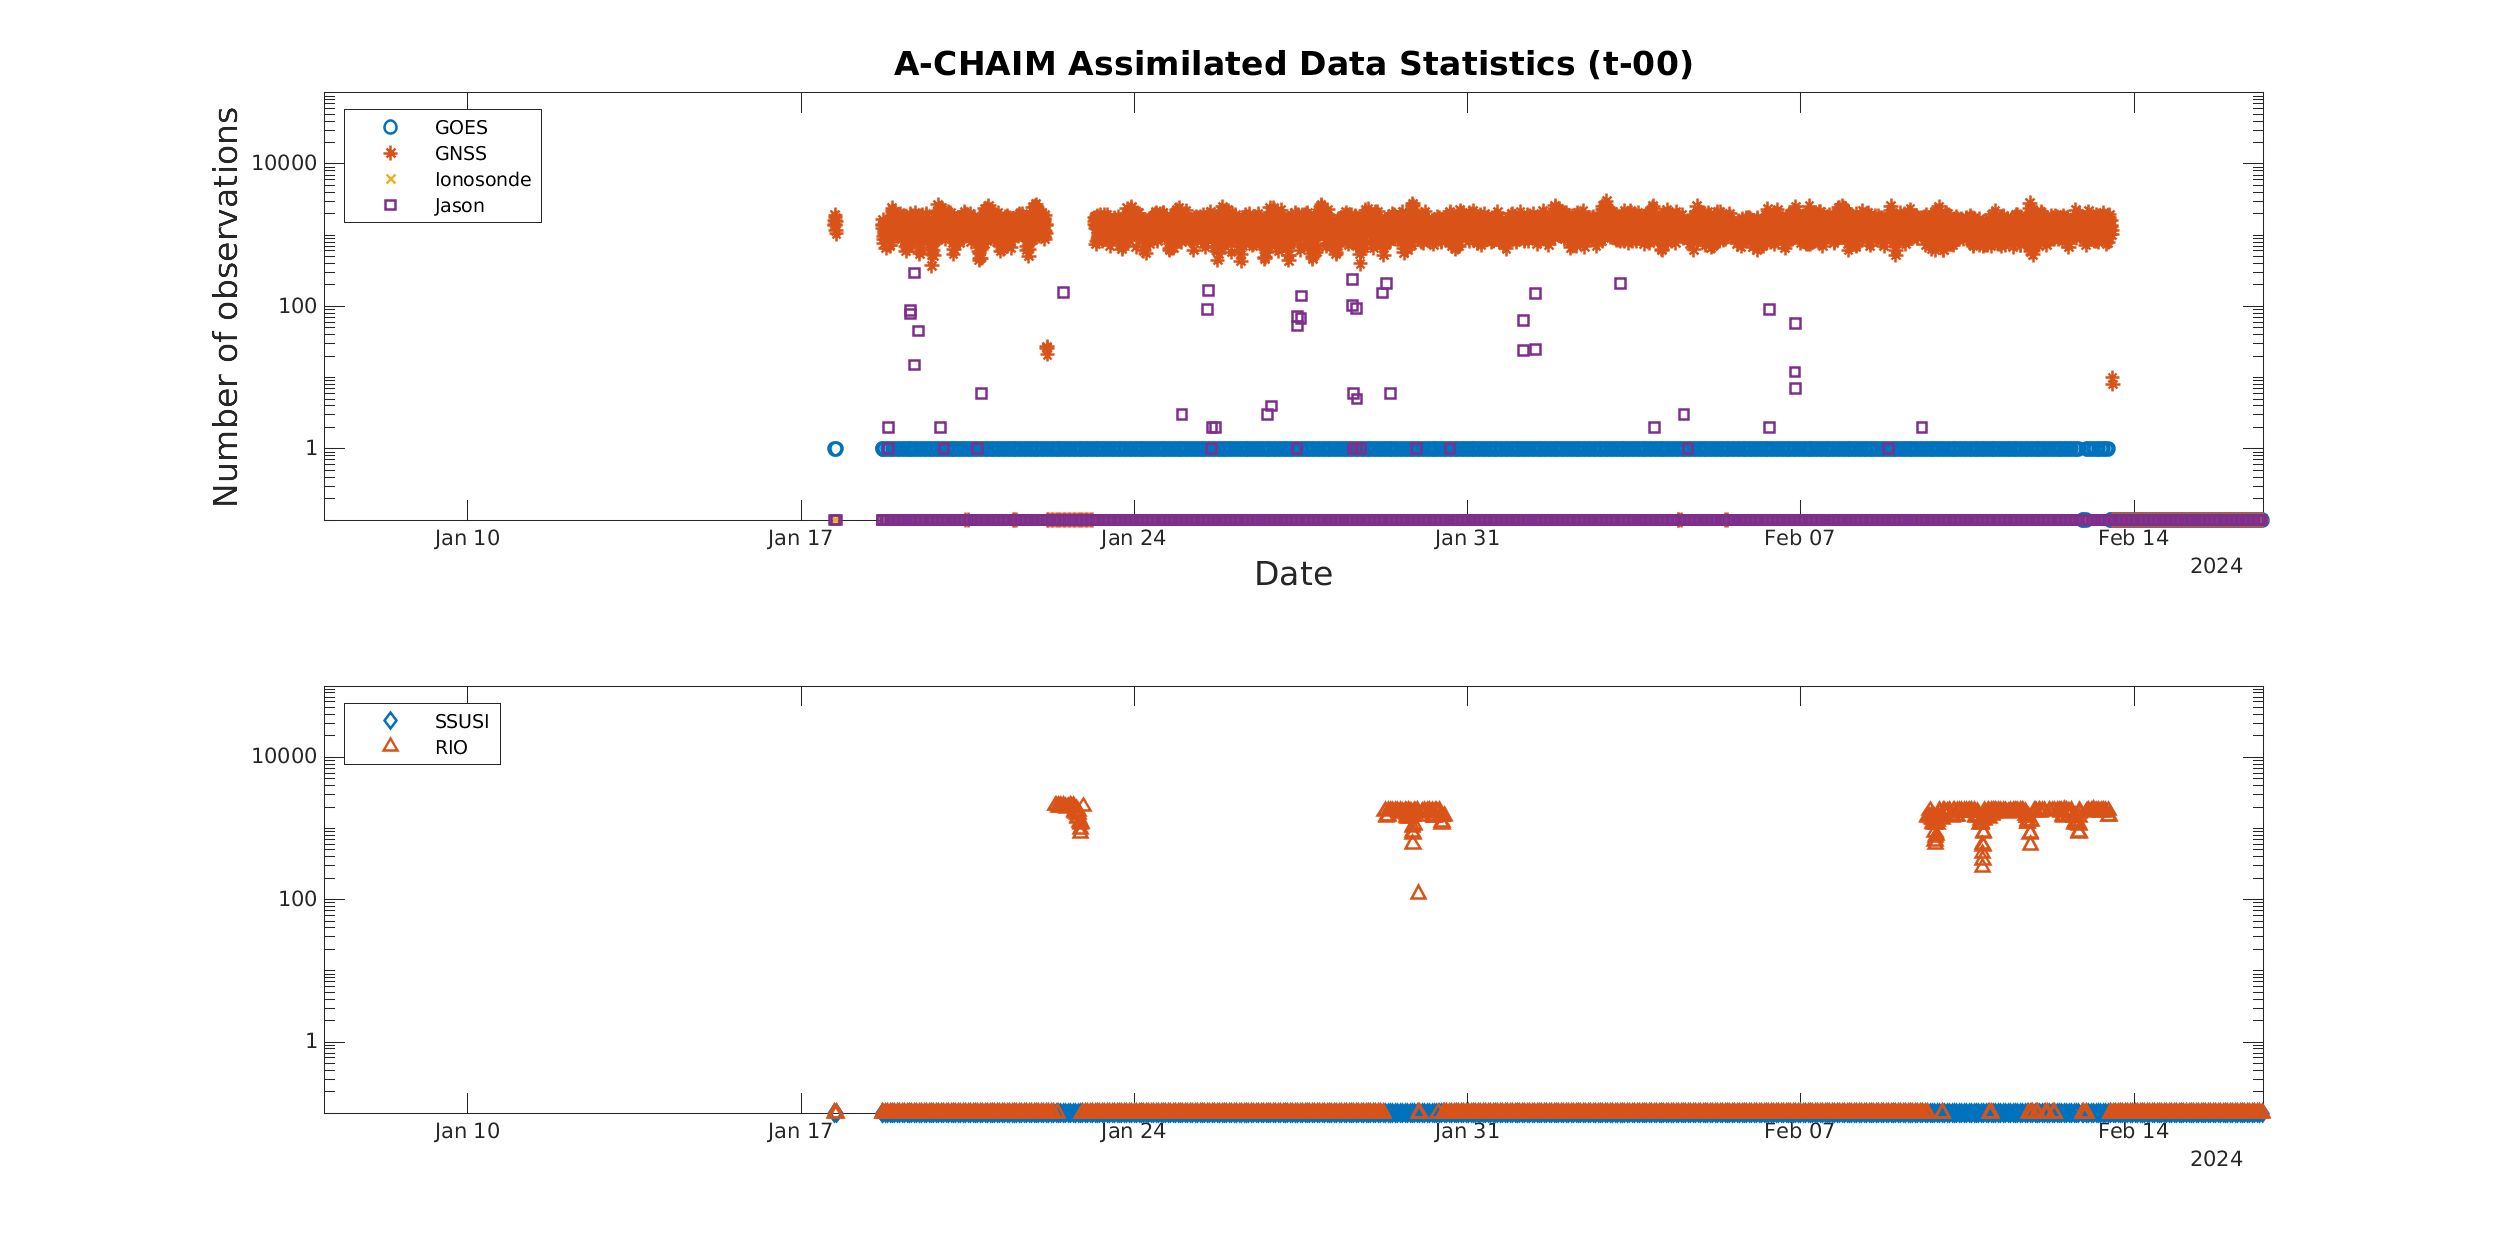 A-CHAIM Assimilated Data Statistics (t-00)
Number of observations
10000
100
1
GOES
GNSS
Ionosonde
Jason
Jan 10
Jan 17
Jan 24
Jan 31
Feb 07
Feb 14
2024
Date
10000
100
1
SSUSI
RIO
Jan 10
Jan 17
Jan 24
Jan 31
Feb 07
Feb 14
2024